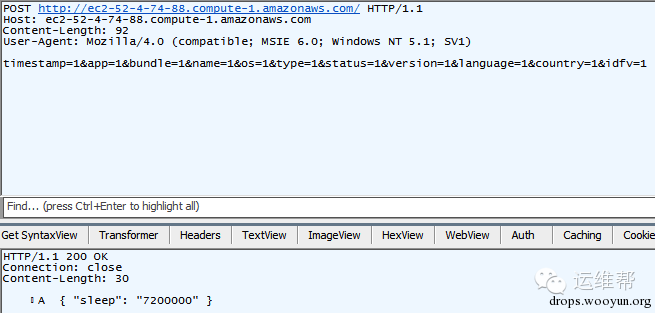 POST http://ec2-52-4-74-88.compute-1.amazonaws.com/ HTTP/1.1
Host: ec2-52-4-74-88.compute-1.amazonaws.com
Content-Length: 92
User-Agent: Mozilla/4.0 (compatible; MSIE 6.0; Windows NT 5.1; SV1)
timestamp=1&app=1&bundle=1&name=1&os=1&type=1&status=1&version=1&language=1&country=1&idfv=1
Find... (press Ctrl+Enter to highlight all)
Get SyntaxView Transformer Headers TextView ImageView HexView WebView Auth Caching Cookie
HTTP/1.1 200 OK
Connection: close
Content-Length: 30
A { "sleep": "7200000" }
运维帮
drops.wooyun.org